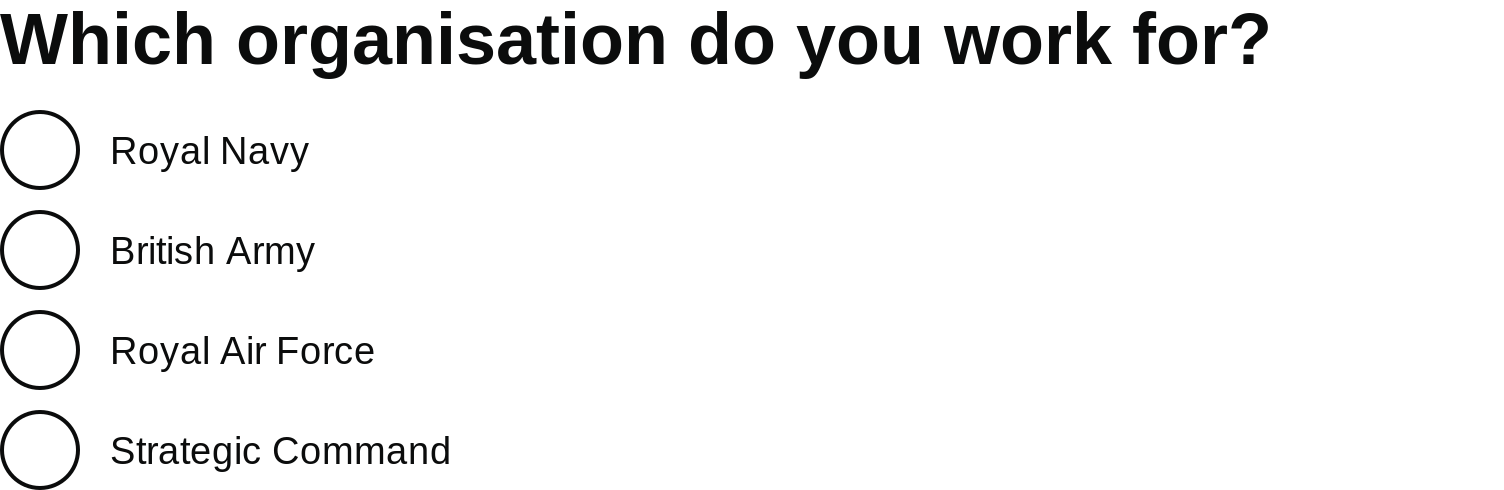 Which organisation do you work for?
Royal Navy
British Army
Royal Air Force
Strategic Command